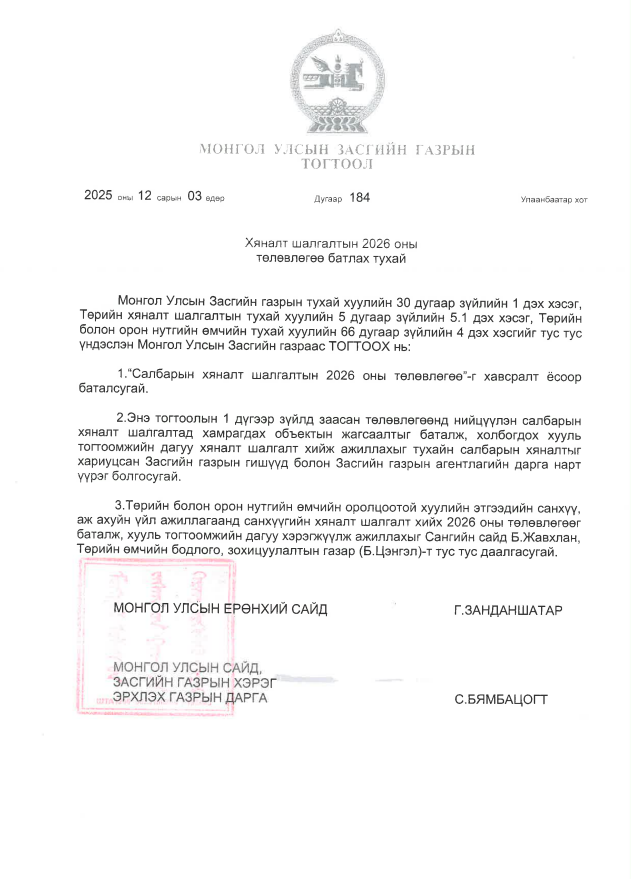 МОНГОЛ УЛСЫН ЗАСГИЙН ГАЗРЫН
ТОГТООЛ
2025 оны 12 сарын 03 өдөр Дугаар 184 Улаанбаатар хот
Хяналт шалгалтын 2026 оны
төлөвлөгөө батлах тухай
Монгол Улсын Засгийн газрын тухай хуулийн 30 дугаар зүйлийн 1 дэх хэсэг,
Төрийн хяналт шалгалтын тухай хуулийн 5 дугаар зүйлийн 5.1 дэх хэсэг, Төрийн
болон орон нутгийн өмчийн тухай хуулийн 66 дугаар зүйлийн 4 дэх хэсгийг тус тус
үндэслэн Монгол Улсын Засгийн газраас ТОГТООХ нь:
1."Салбарын хяналт шалгалтын 2026 оны төлөвлөгөө"-г хавсралт ёсоор
баталсугай.
2.Энэ тогтоолын 1 дүгээр зүйлд заасан төлөвлөгөөнд нийцүүлэн салбарын
хяналт шалгалтад хамрагдах объектын жагсаалтыг баталж, холбогдох хууль
тогтоомжийн дагуу хяналт шалгалт хийж ажиллахыг тухайн салбарын хяналтыг
хариуцсан Засгийн газрын гишүүд болон Засгийн газрын агентлагийн дарга нарт
үүрэг болгосугай.
3.Төрийн болон орон нутгийн өмчийн оролцоотой хуулийн этгээдийн санхүү,
аж ахуйн үйл ажиллагаанд санхүүгийн хяналт шалгалт хийх 2026 оны төлөвлөгөөг
баталж, хууль тогтоомжийн дагуу хэрэгжүүлж ажиллахыг Сангийн сайд Б.Жавхлан,
Төрийн өмчийн бодлого, зохицуулалтын газар (Б.Цэнгэл)-т тус тус даалгасугай.
МОНГОЛ УЛСЫН ЕРӨНХИЙ САЙД Г.ЗАНДАНШАТАР
МОНГОЛ УЛСЫН САЙД,
ЗАСГИЙН ГАЗРЫН ХЭРЭГ
ЭРХЛЭХ ГАЗРЫН ДАРГА С.БЯМБАЦОГТ